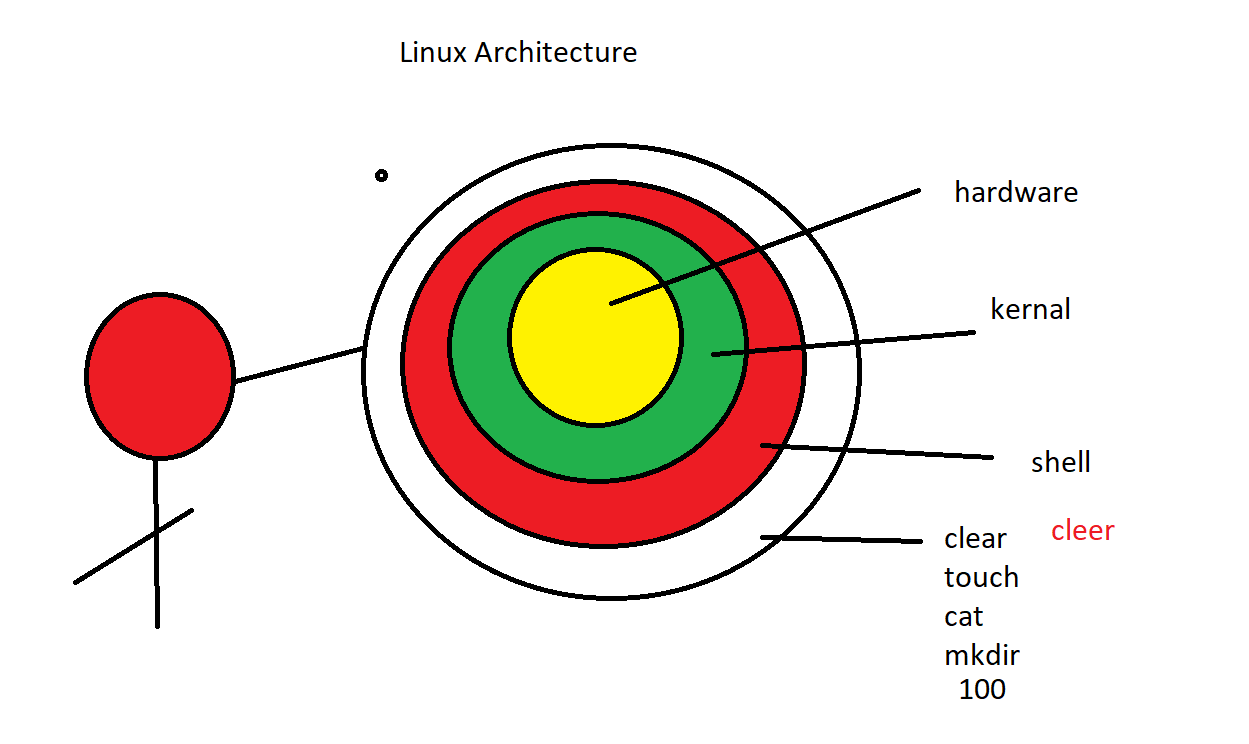 Linux Architecture
hardware
kernal
shell
clear cleer
touch
cat
mkdir
100